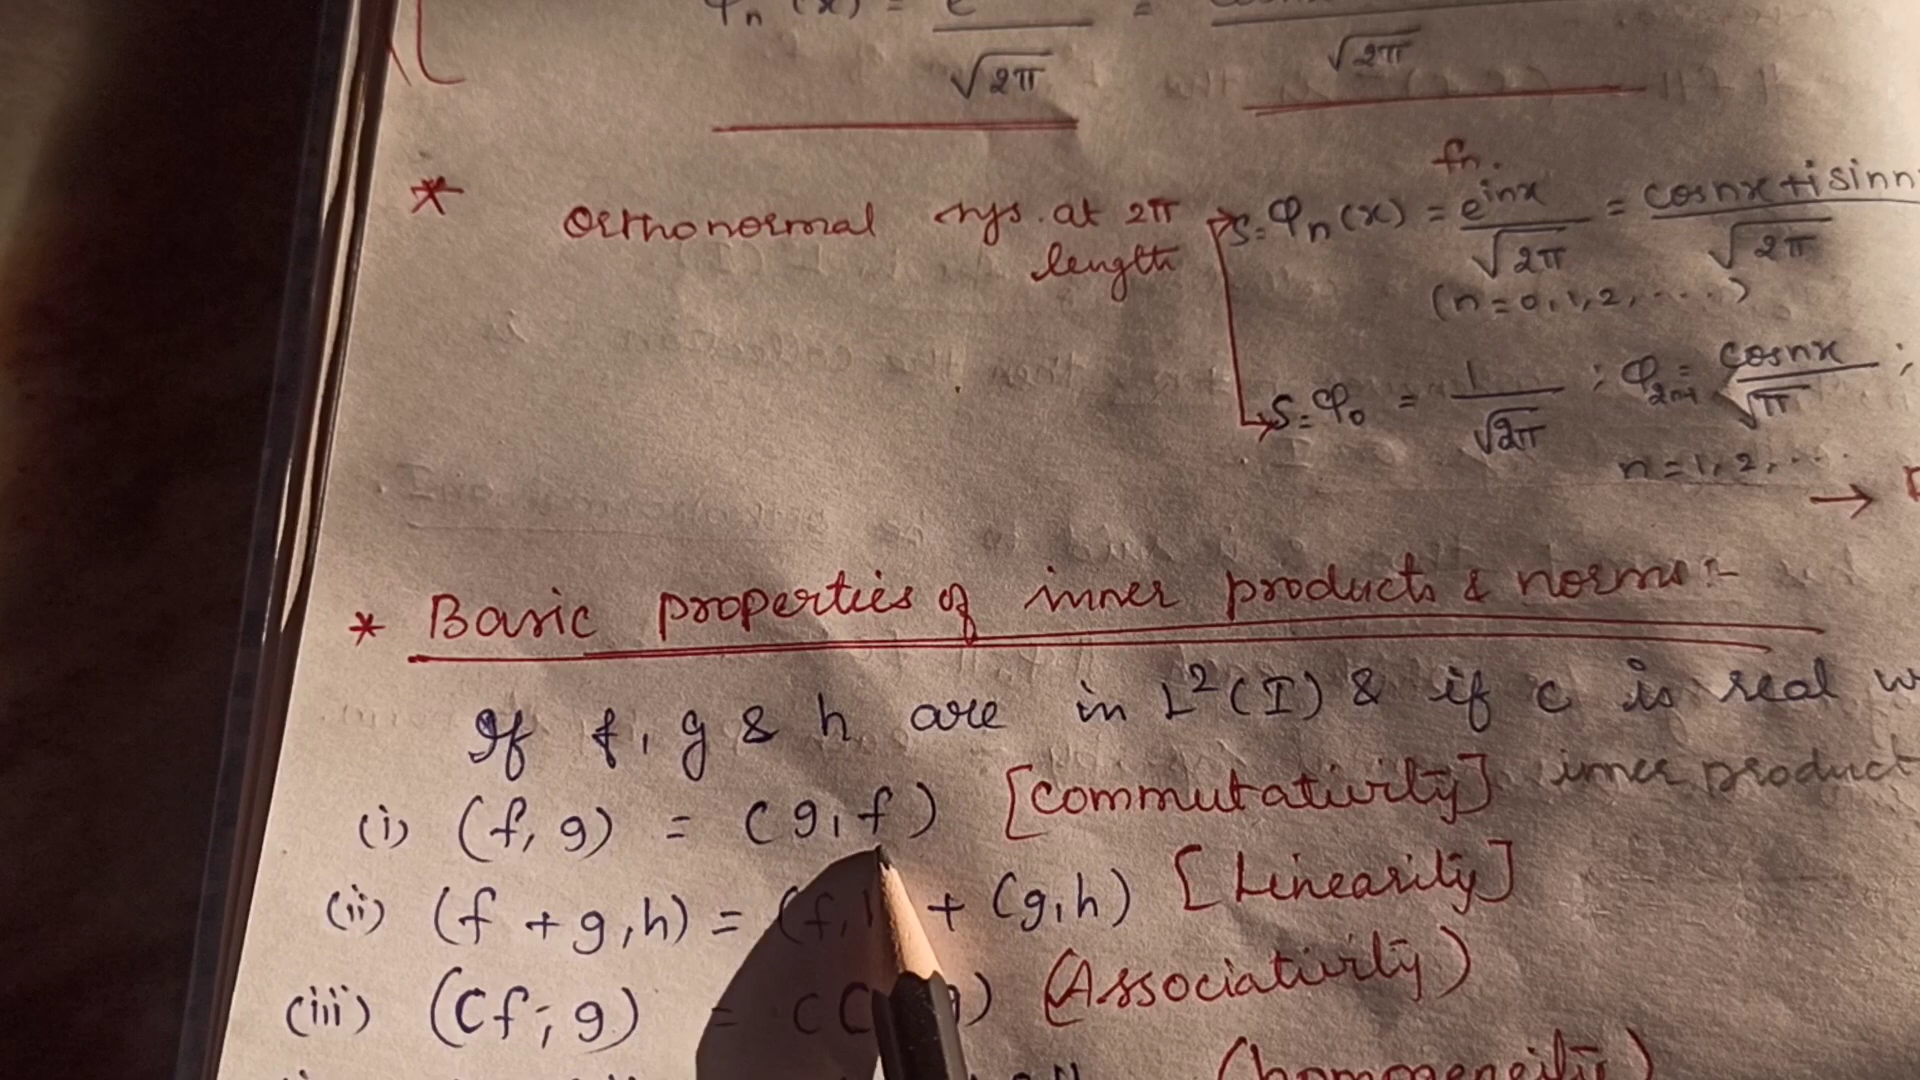 φn(x) = e / √2π = / √2π
* Orthonormal sys. at 2π length
fn.
S = φn(x) = e^inx / √2π = cosnx + i sinn / √2π
(n = 0, 1, 2, ....)
S = φ0 = 1 / √2π ; φ2n-1 = cosnx / √π ;
n = 1, 2, ...
→
* Basic properties of inner products & norms :-
If f, g & h are in L²(I) & if c is real
(i) (f, g) = (g, f) [commutativity] inner product
(ii) (f + g, h) = (f, + (g, h) [Linearity]
(iii) (cf, g) = c( g) (Associativity)
(homogeneity)